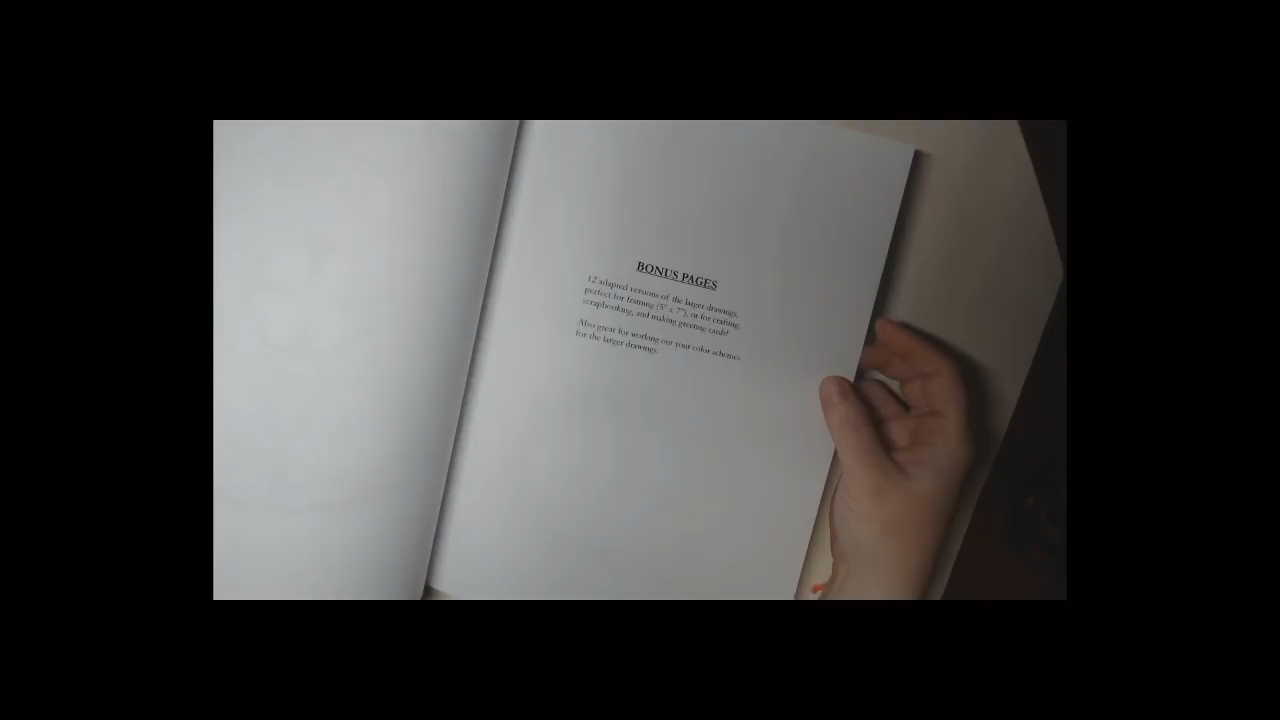 BONUS PAGES
12 adapted versions of the larger drawings,
perfect for framing (5" x 7"), or for crafting,
scrapbooking, and making greeting cards!
Also great for working out your color schemes
for the larger drawings.